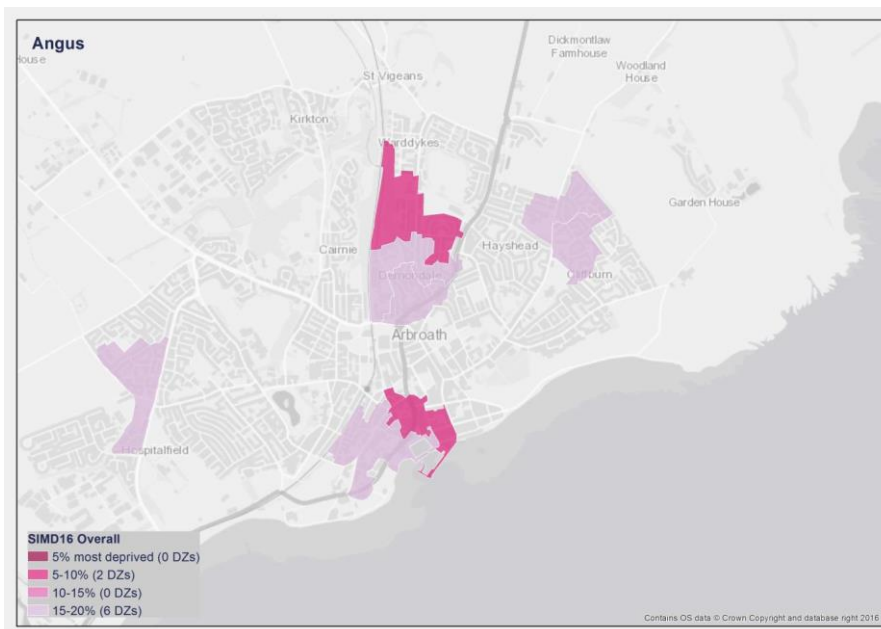 Angus
Dickmontlaw
Farmhouse
House
Woodland
House
St Vigeans
Kirkton
Warddykes
Garden House
Cairnie
Hayshead
Demondale
Cliffburn
Arbroath
Hospitalfield
SIMD16 Overall
5% most deprived (0 DZs)
5-10% (2 DZs)
10-15% (0 DZs)
15-20% (6 DZs)
Contains OS data © Crown Copyright and database right 2016